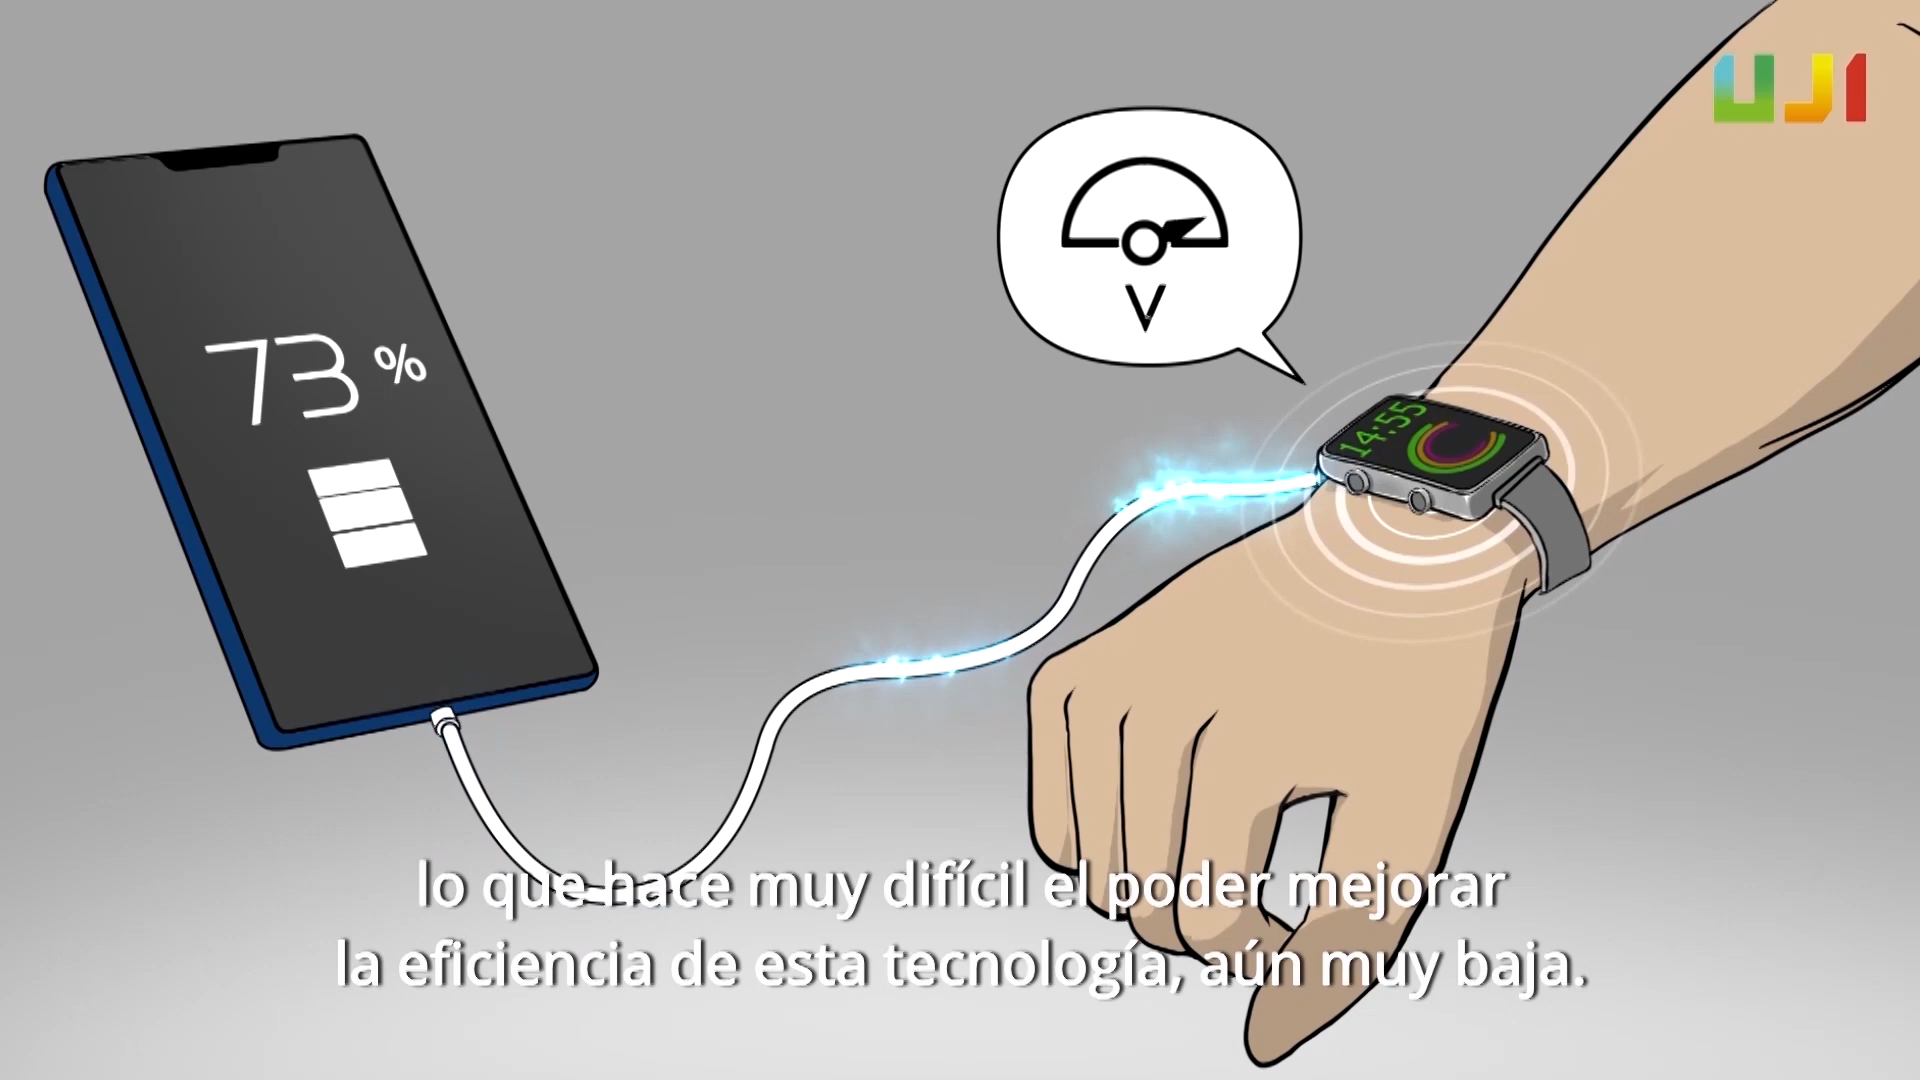 UJI
73 %
V
14:55
lo que hace muy difícil el poder mejorar
la eficiencia de esta tecnología, aún muy baja.